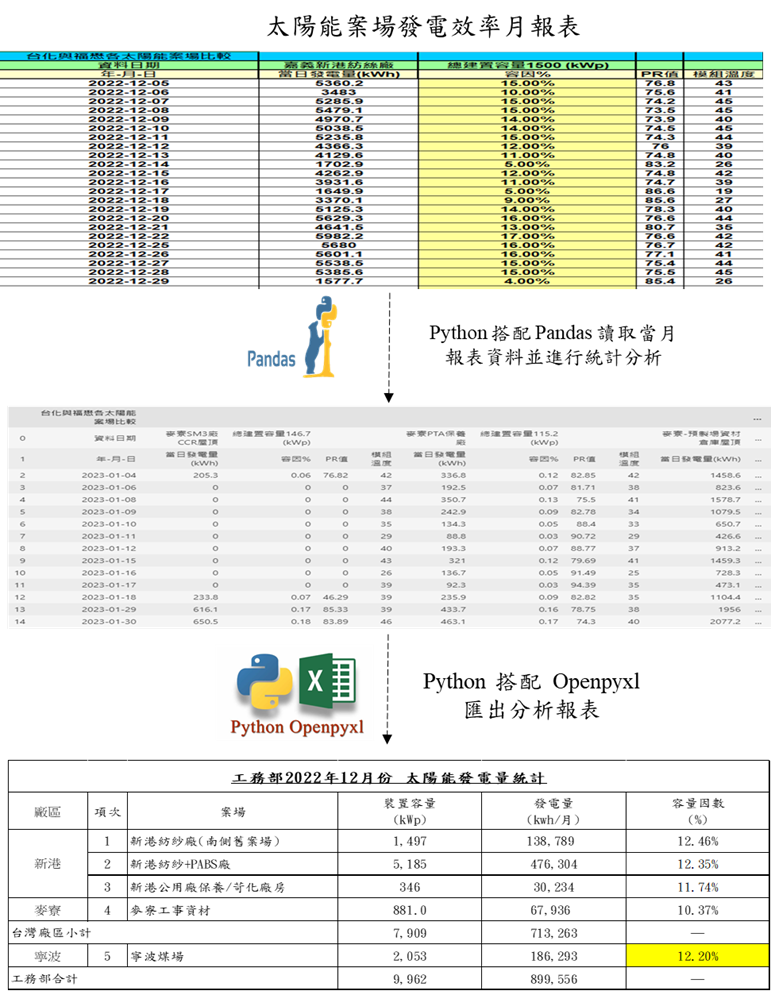 太陽能案場發電效率月報表
台化與福懋各太陽能案場比較
資料日期 嘉義新港紡絲廠 總建置容量1500 (kWp)
年-月-日 當日發電量(kWh) 容因% PR值 模組溫度
2022-12-05 5360.2 15.00% 76.8 43
2022-12-06 3483 10.00% 75.6 41
2022-12-07 5285.9 15.00% 74.2 45
2022-12-08 5479.1 15.00% 73.5 45
2022-12-09 4970.7 14.00% 73.9 40
2022-12-10 5038.5 14.00% 74.5 45
2022-12-11 5235.8 15.00% 74.3 44
2022-12-12 4366.3 12.00% 76 39
2022-12-13 4129.6 11.00% 74.8 40
2022-12-14 1702.9 5.00% 83.2 26
2022-12-15 4262.9 12.00% 74.8 42
2022-12-16 3931.6 11.00% 74.7 39
2022-12-17 1649.9 5.00% 86.6 19
2022-12-18 3370.1 9.00% 85.6 27
2022-12-19 5125.3 14.00% 78.3 40
2022-12-20 5629.3 16.00% 76.6 44
2022-12-21 4641.5 13.00% 80.7 35
2022-12-22 5982.2 17.00% 76.6 42
2022-12-25 5680 16.00% 76.7 42
2022-12-26 5601.1 16.00% 77.1 41
2022-12-27 5538.5 15.00% 75.4 44
2022-12-28 5385.6 15.00% 75.5 45
2022-12-29 1577.7 4.00% 85.4 26
Pandas
Python 搭配 Pandas 讀取當月
報表資料並進行統計分析
台化與福懋各太陽能
案場比較 ...
0 資料日期 麥寮SM3廠
CCR屋頂 總建置容量146.7
(kWp) 麥寮PTA保養
廠 總建置容量115.2
(kWp) 麥寮-預製場資材
倉庫屋頂 ...
1 年-月-日 當日發電量
(kWh) 容因% PR值 模組
溫度 當日發電量
(kWh) 容因% PR值 模組
溫度 當日發電量(kWh) ...
2 2023-01-04 205.3 0.06 76.82 42 336.8 0.12 82.85 42 1458.6 ...
3 2023-01-06 0 0 0 37 192.5 0.07 81.71 38 823.6 ...
4 2023-01-08 0 0 0 44 350.7 0.13 75.5 41 1578.7 ...
5 2023-01-09 0 0 0 38 242.9 0.09 82.78 34 1079.5 ...
6 2023-01-10 0 0 0 35 134.3 0.05 88.4 33 650.7 ...
7 2023-01-11 0 0 0 29 88.8 0.03 90.72 29 426.6 ...
8 2023-01-12 0 0 0 40 193.3 0.07 88.77 37 913.2 ...
9 2023-01-15 0 0 0 43 321 0.12 79.69 41 1459.3 ...
10 2023-01-16 0 0 0 26 136.7 0.05 91.49 25 728.3 ...
11 2023-01-17 0 0 0 39 92.3 0.03 94.39 35 473.1 ...
12 2023-01-18 233.8 0.07 46.29 39 235.9 0.09 82.82 35 1104.4 ...
13 2023-01-29 616.1 0.17 85.33 39 433.7 0.16 78.75 38 1956 ...
14 2023-01-30 650.5 0.18 83.89 46 463.1 0.17 74.3 40 2077.2 ...
X
Python Openpyxl
Python 搭配 Openpyxl
匯出分析報表
工務部2022年12月份 太陽能發電量統計
廠區 項次 案場 裝置容量
(kWp) 發電量
(kwh/月) 容量因數
(%)
新港 1 新港紡紗廠(南側舊案場) 1,497 138,789 12.46%
2 新港紡紗+PABS廠 5,185 476,304 12.35%
3 新港公用廠保養/苛化廠房 346 30,234 11.74%
麥寮 4 麥寮工事資材 881.0 67,936 10.37%
台灣廠區小計 7,909 713,263 —
寧波 5 寧波煤場 2,053 186,293 12.20%
工務部合計 9,962 899,556 —